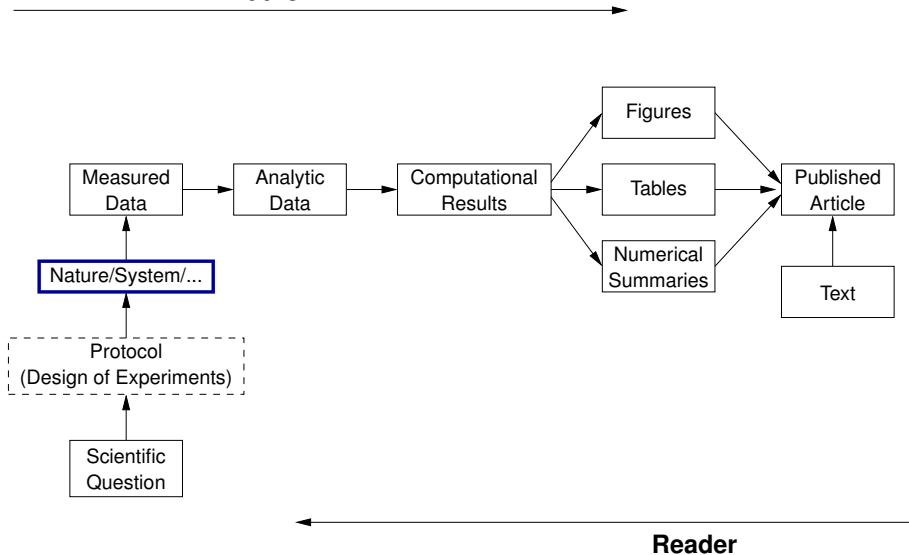 Figures
Measured
Data
Analytic
Data
Computational
Results
Tables
Published
Article
Nature/System/...
Numerical
Summaries
Text
Protocol
(Design of Experiments)
Scientific
Question
Reader